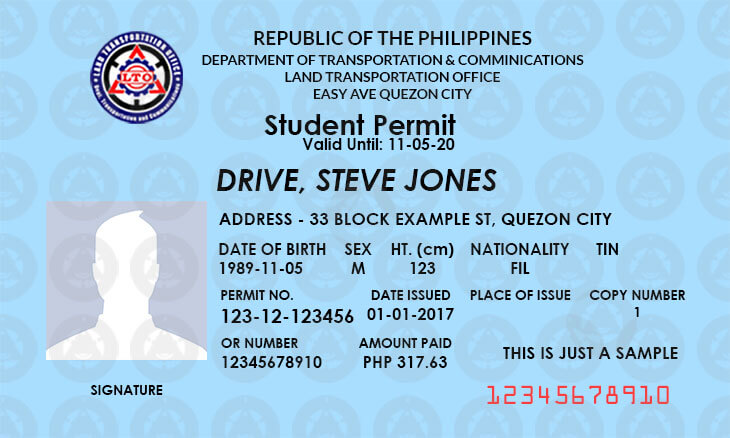 REPUBLIC OF THE PHILIPPINES
DEPARTMENT OF TRANSPORTATION & COMMINICATIONS
LAND TRANSPORTATION OFFICE
EASY AVE QUEZON CITY
LAND TRANSPORTATION OFFICE
LTO
Dept. Transportation and Communications
Student Permit
Valid Until: 11-05-20
DRIVE, STEVE JONES
ADDRESS - 33 BLOCK EXAMPLE ST, QUEZON CITY
DATE OF BIRTH SEX HT. (cm) NATIONALITY TIN
1989-11-05 M 123 FIL
PERMIT NO. DATE ISSUED PLACE OF ISSUE COPY NUMBER
123-12-123456 01-01-2017 1
OR NUMBER AMOUNT PAID
12345678910 PHP 317.63
THIS IS JUST A SAMPLE
SIGNATURE
12345678910